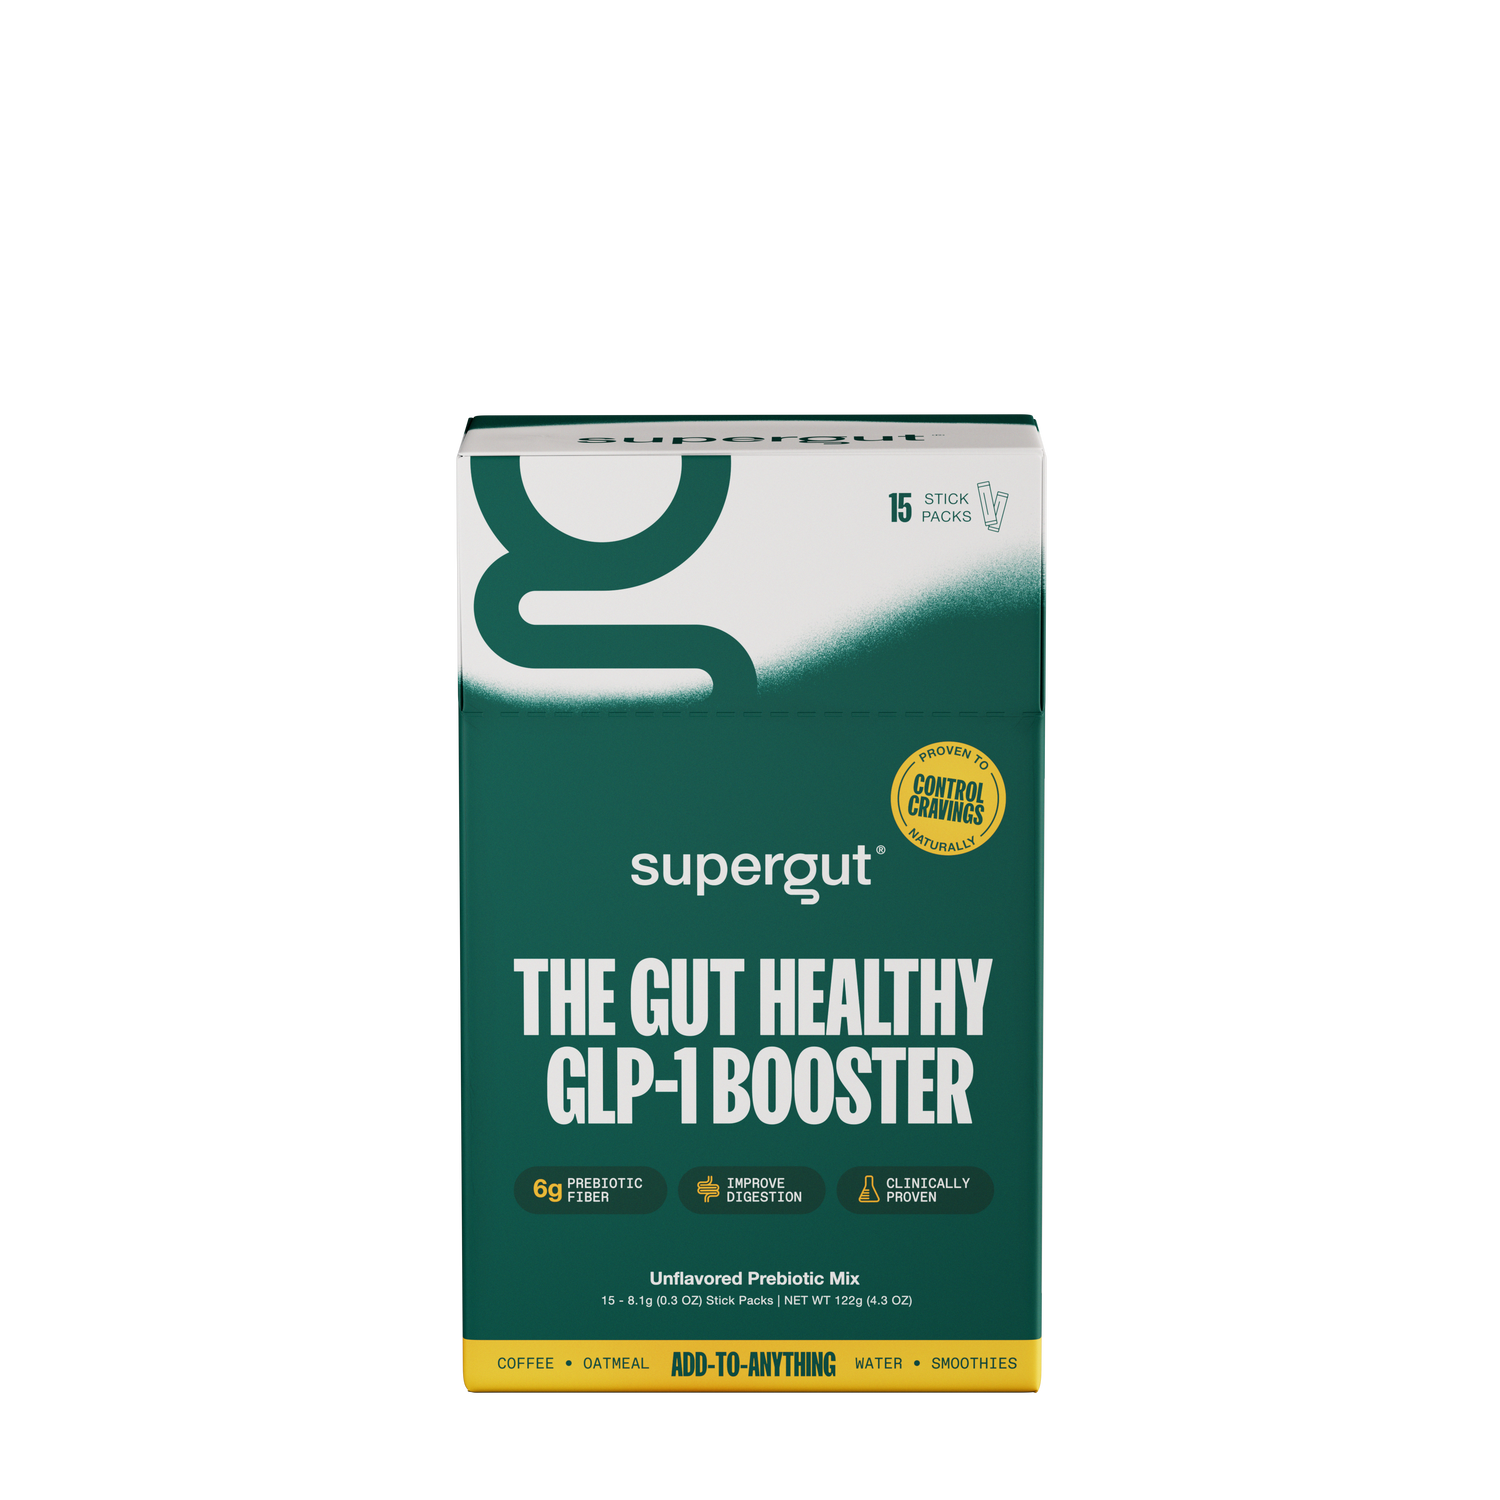 supergut™
15 STICK
PACKS
PROVEN TO
CONTROL
CRAVINGS
NATURALLY
supergut®
THE GUT HEALTHY
GLP-1 BOOSTER
6g PREBIOTIC
FIBER
IMPROVE
DIGESTION
CLINICALLY
PROVEN
Unflavored Prebiotic Mix
15 - 8.1g (0.3 OZ) Stick Packs | NET WT 122g (4.3 OZ)
COFFEE • OATMEAL ADD-TO-ANYTHING WATER • SMOOTHIES